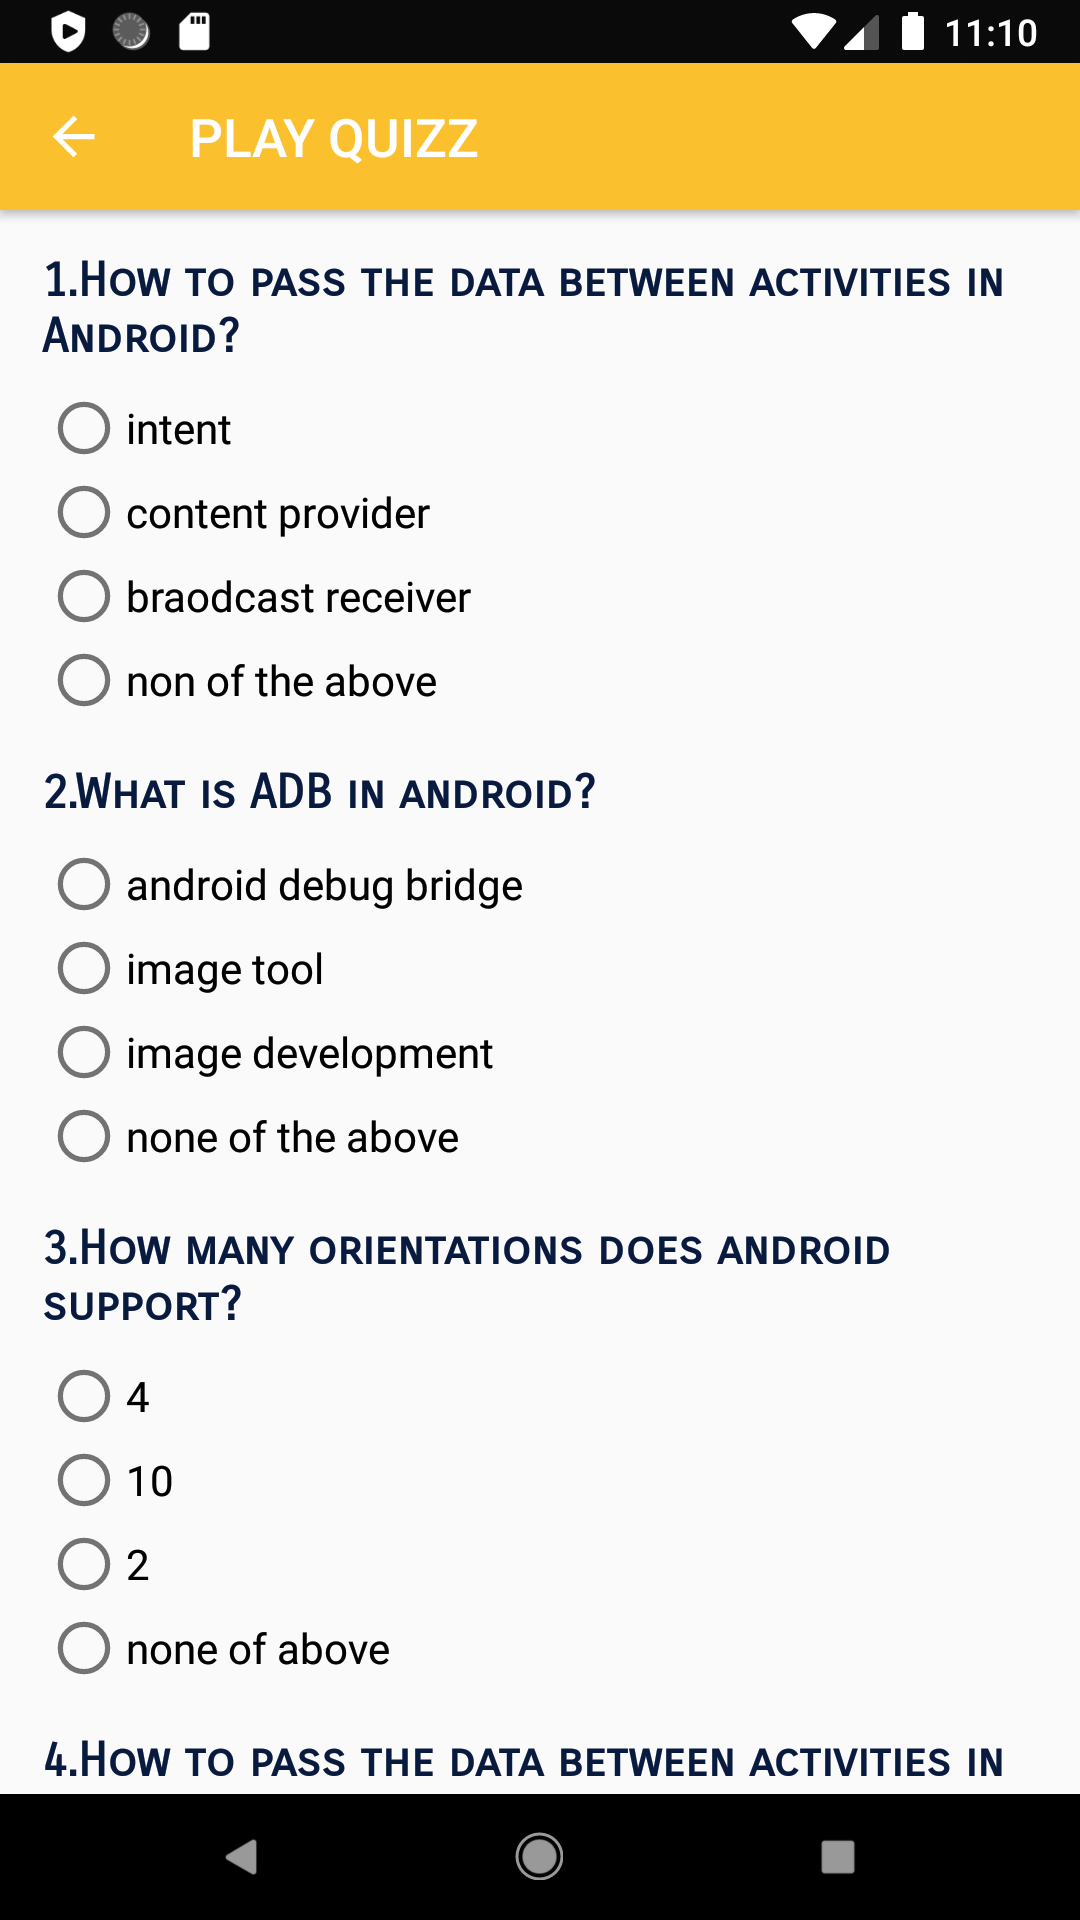 11:10
PLAY QUIZZ
1.How to pass the data between activities in
Android?
intent
content provider
braodcast receiver
non of the above
2.What is ADB in android?
android debug bridge
image tool
image development
none of the above
3.How many orientations does android
support?
4
10
2
none of above
4.How to pass the data between activities in